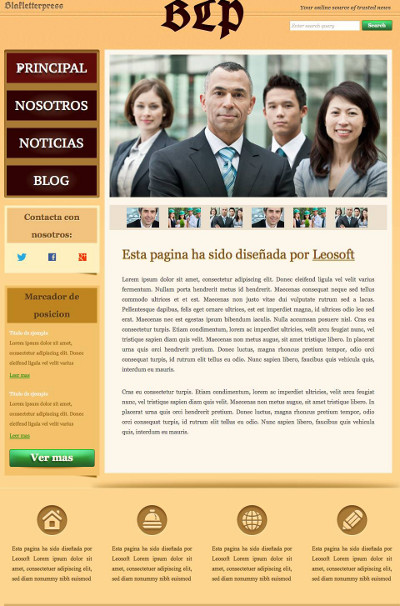 Blofletterpress
BLP
Your online source of trusted news
Enter search query
Search
PRINCIPAL
NOSOTROS
NOTICIAS
BLOG
Contacta con
nosotros:
Marcador de
posicion
Titulo de ejemplo
Lorem ipsum dolor sit amet,
consectetur adipiscing elit. Donec
eleifend ligula vel velit varius
Leer mas
Titulo de ejemplo
Lorem ipsum dolor sit amet,
consectetur adipiscing elit. Donec
eleifend ligula vel velit varius
Leer mas
Ver mas
Esta pagina ha sido diseñada por Leosoft
Lorem ipsum dolor sit amet, consectetur adipiscing elit. Donec eleifend ligula vel velit varius
fermentum. Nullam porta hendrerit metus id hendrerit. Maecenas consequat neque sed tellus
commodo ultrices et et est. Maecenas non justo vitae dui vulputate rutrum sed a lacus.
Pellentesque dapibus, felis eget ornare ultrices, est est imperdiet magna, id ultrices odio leo sed
erat. Maecenas nec est egestas ipsum bibendum iaculis. Nulla accumsan posuere nisl. Cras eu
consectetur turpis. Etiam condimentum, lorem ac imperdiet ultricies, velit arcu feugiat nunc, vel
tristique sapien diam quis velit. Maecenas non metus augue, sit amet tristique libero. In placerat
urna quis orci hendrerit pretium. Donec luctus, magna rhoncus pretium tempor, odio orci
consequat turpis, id rutrum elit tellus eu odio. Nunc ac libero libero, faucibus quis vehicula quis,
interdum eu mauris.
Cras eu consectetur turpis. Etiam condimentum, lorem ac imperdiet ultricies, velit arcu feugiat
nunc, vel tristique sapien diam quis velit. Maecenas non metus augue, sit amet tristique libero. In
placerat urna quis orci hendrerit pretium. Donec luctus, magna rhoncus pretium tempor, odio
orci consequat turpis, id rutrum elit tellus eu odio. Nunc ac libero libero, faucibus quis vehicula
quis, interdum eu mauris.
Esta pagina ha sido diseñada por
Leosoft Lorem ipsum dolor sit
amet, consectetuer adipiscing elit,
sed diam nonummy nibh euismod
Esta pagina ha sido diseñada por
Leosoft Lorem ipsum dolor sit
amet, consectetuer adipiscing elit,
sed diam nonummy nibh euismod
Esta pagina ha sido diseñada por
Leosoft Lorem ipsum dolor sit
amet, consectetuer adipiscing elit,
sed diam nonummy nibh euismod
Esta pagina ha sido diseñada por
Leosoft Lorem ipsum dolor sit
amet, consectetuer adipiscing elit,
sed diam nonummy nibh euismod